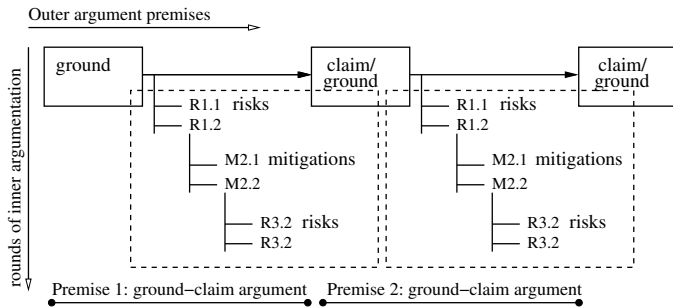 Outer argument premises
rounds of inner argumentation
ground
claim/
ground
claim/
ground
R1.1 risks
R1.2
M2.1 mitigations
M2.2
R3.2 risks
R3.2
R1.1 risks
R1.2
M2.1 mitigations
M2.2
R3.2 risks
R3.2
Premise 1: ground–claim argument
Premise 2: ground–claim argument